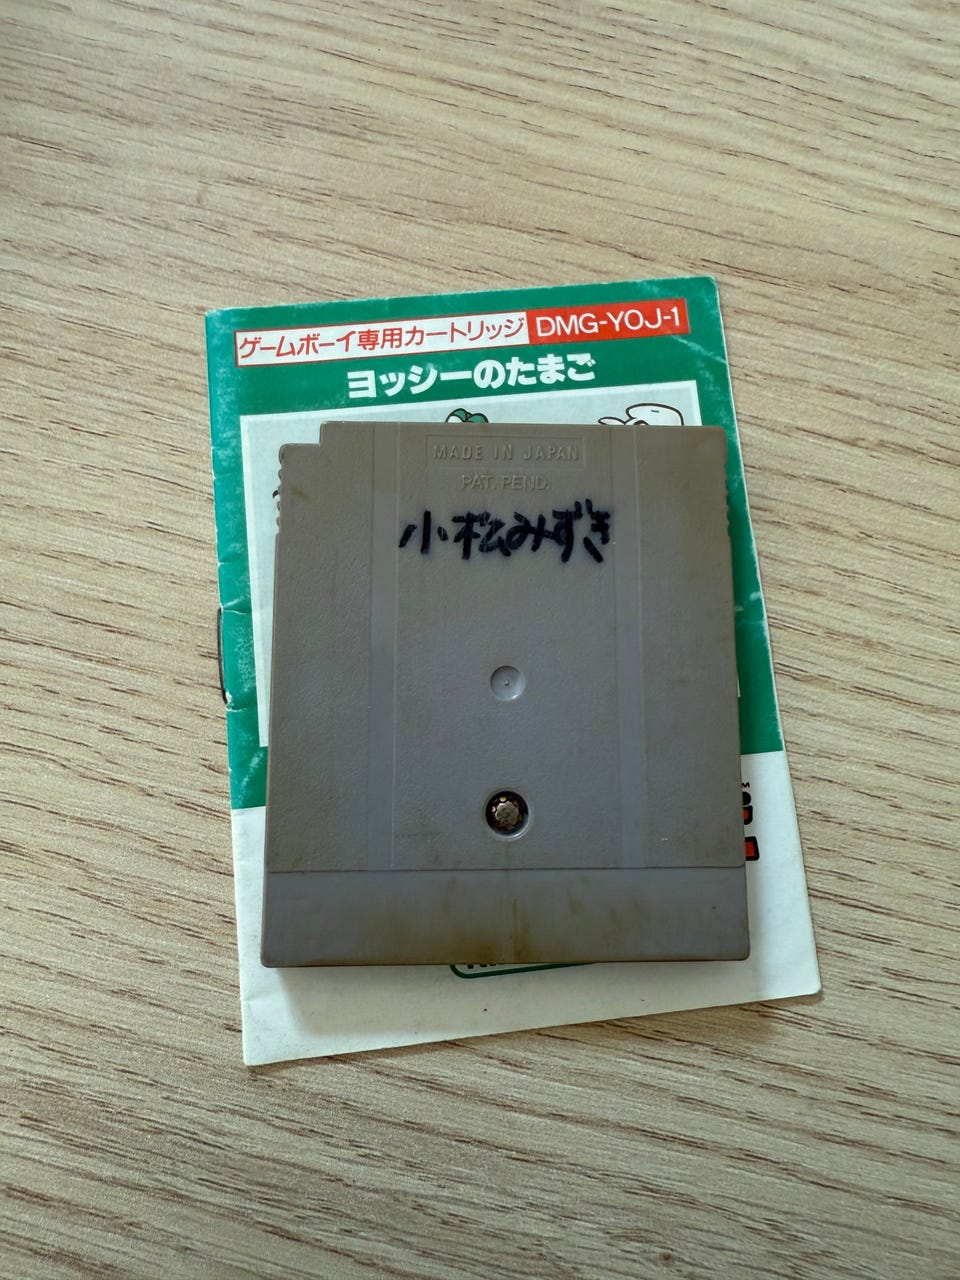 ゲームボーイ専用カートリッジ DMG-YOJ-1
ヨッシーのたまご
MADE IN JAPAN
PAT. PEND.
小松みずき
TM